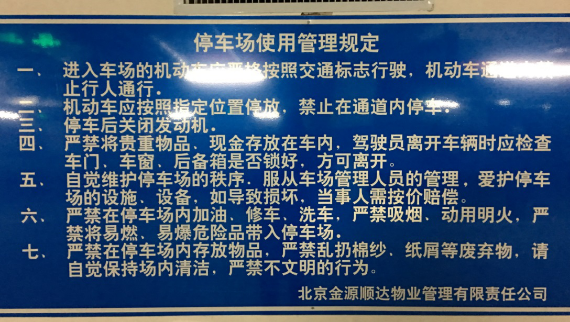 停车场使用管理规定
一、进入车场的机动车应严格按照交通标志行驶，机动车通道内禁
止行人通行。
二、机动车应按照指定位置停放，禁止在通道内停车。
三、停车后关闭发动机。
四、严禁将贵重物品、现金存放在车内，驾驶员离开车辆时应检查
车门、车窗、后备箱是否锁好，方可离开。
五、自觉维护停车场的秩序，服从车场管理人员的管理，爱护停车
场的设施、设备，如导致损坏，当事人需按价赔偿。
六、严禁在停车场内加油、修车、洗车，严禁吸烟，动用明火，严
禁将易燃、易爆危险品带入停车场。
七、严禁在停车场内存放物品，严禁乱扔棉纱、纸屑等废弃物，请
自觉保持场内清洁，严禁不文明的行为。
北京金源顺达物业管理有限责任公司